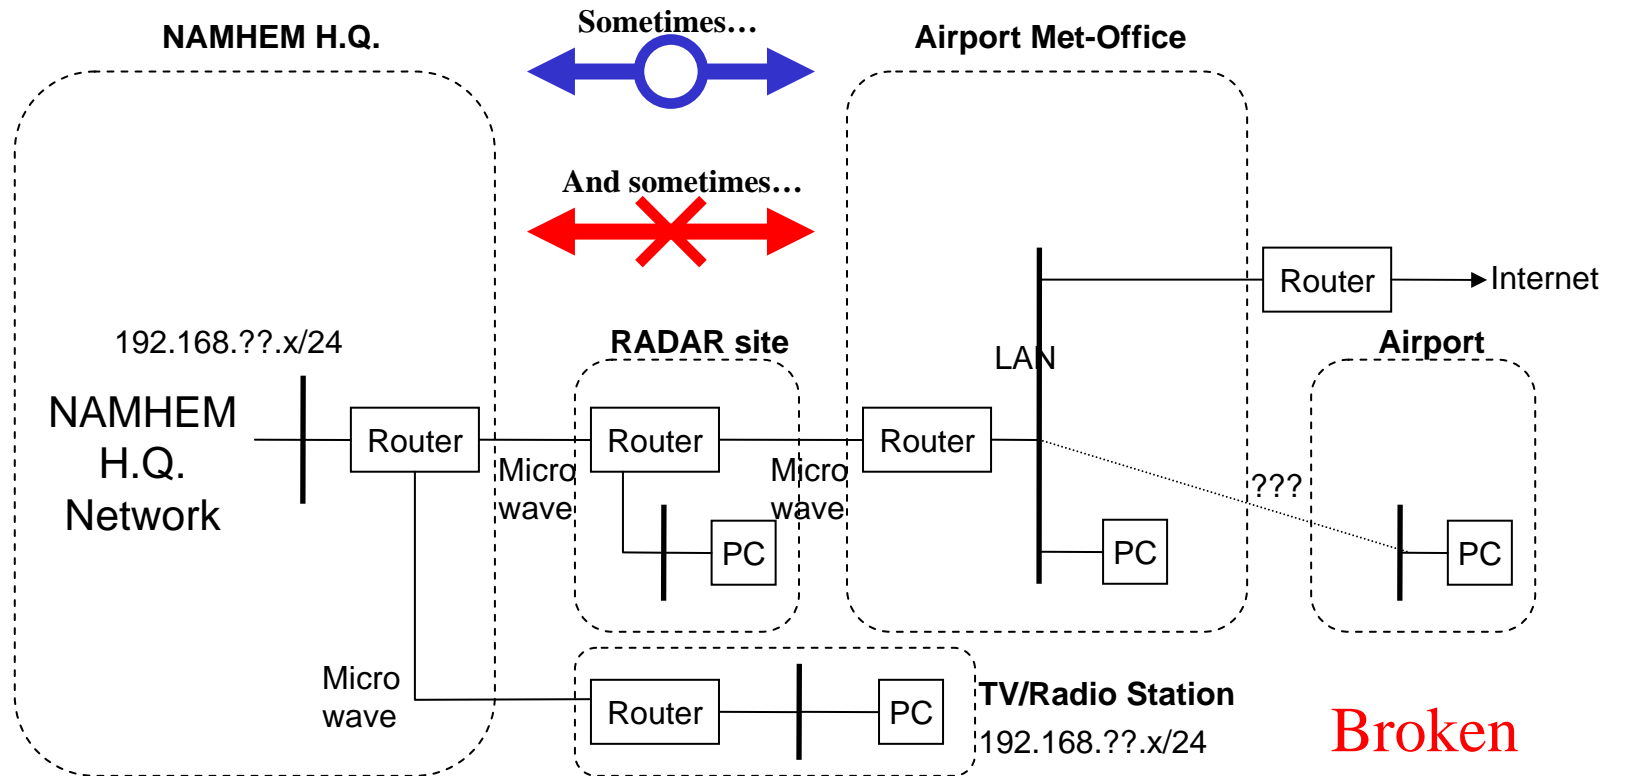 NAMHEM H.Q.
Sometimes…
Airport Met-Office
And sometimes…
Router
Internet
192.168.??.x/24
RADAR site
LAN
Airport
NAMHEM
H.Q.
Network
Router
Micro
wave
Router
Micro
wave
Router
???
PC
PC
PC
Micro
wave
Router
PC
TV/Radio Station
192.168.??.x/24
Broken